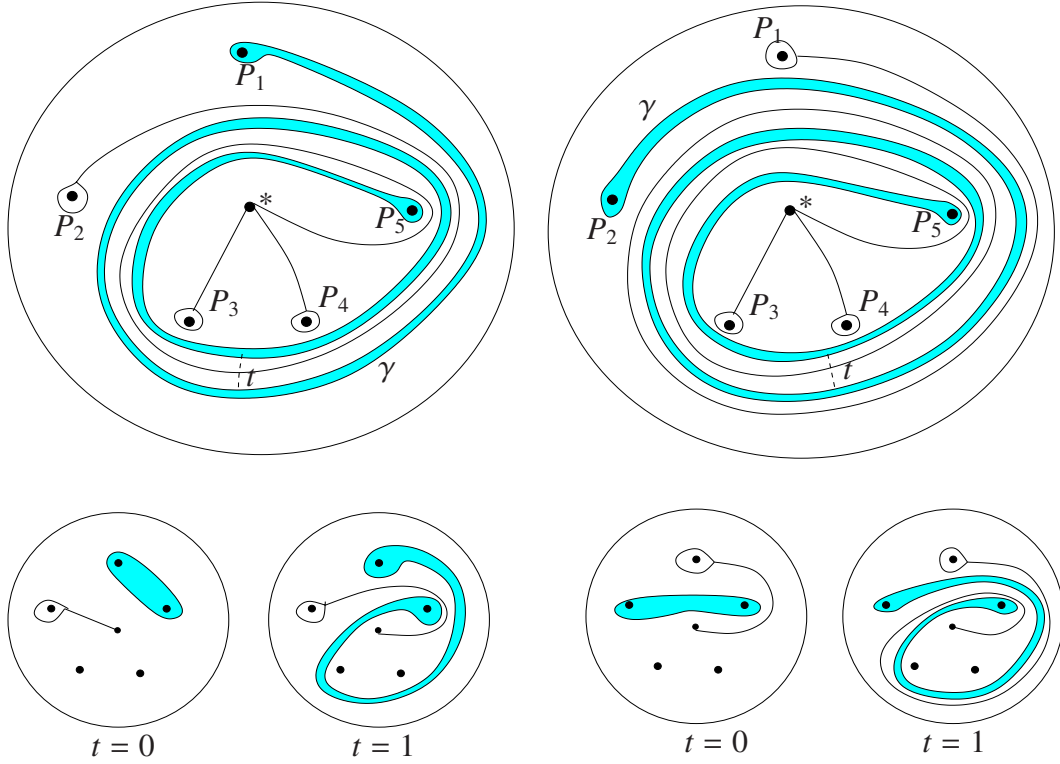 P₁
P₂
*
P₅
P₃
P₄
t
γ
P₁
γ
P₂
*
P₅
P₃
P₄
t
t = 0
t = 1
t = 0
t = 1